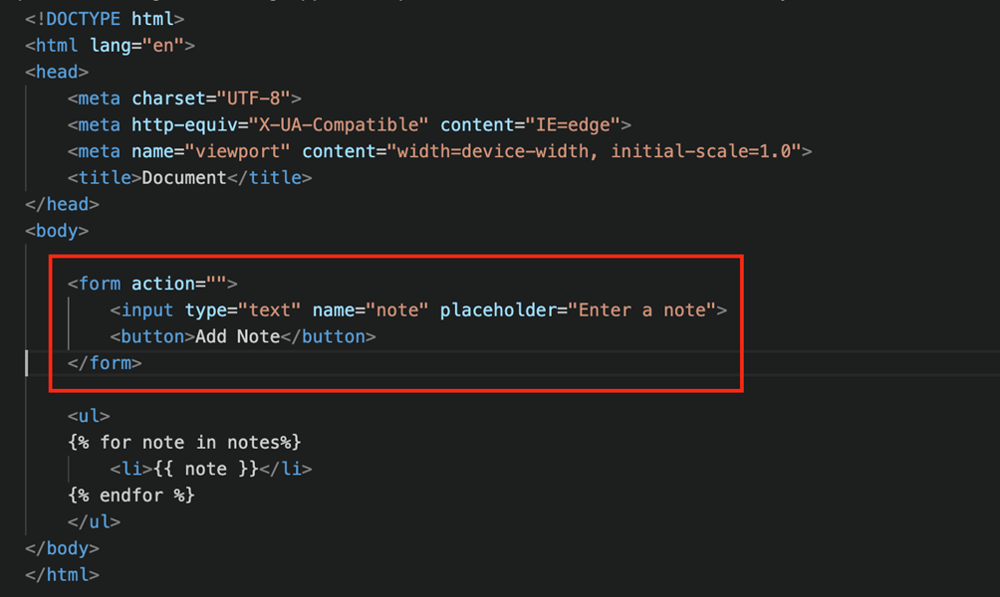 <!DOCTYPE html>
<html lang="en">
<head>
    <meta charset="UTF-8">
    <meta http-equiv="X-UA-Compatible" content="IE=edge">
    <meta name="viewport" content="width=device-width, initial-scale=1.0">
    <title>Document</title>
</head>
<body>
    <form action="">
        <input type="text" name="note" placeholder="Enter a note">
        <button>Add Note</button>
    </form>
    <ul>
    {% for note in notes%}
        <li>{{ note }}</li>
    {% endfor %}
    </ul>
</body>
</html>